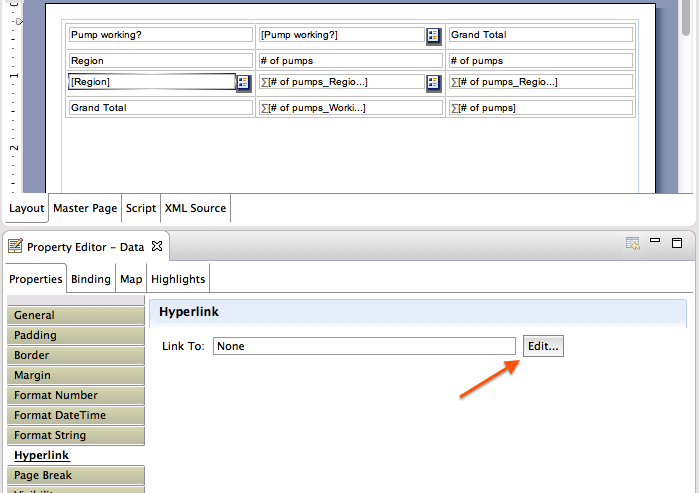 0
Pump working? [Pump working?] Grand Total
Region # of pumps # of pumps
1
[Region] Σ[# of pumps_Regio...] Σ[# of pumps_Regio...]
Grand Total Σ[# of pumps_Worki...] Σ[# of pumps]
2
Layout Master Page Script XML Source
Property Editor - Data
Properties Binding Map Highlights
General
Hyperlink
Padding
Link To: None Edit...
Border
Margin
Format Number
Format DateTime
Format String
Hyperlink
Page Break
Visibility